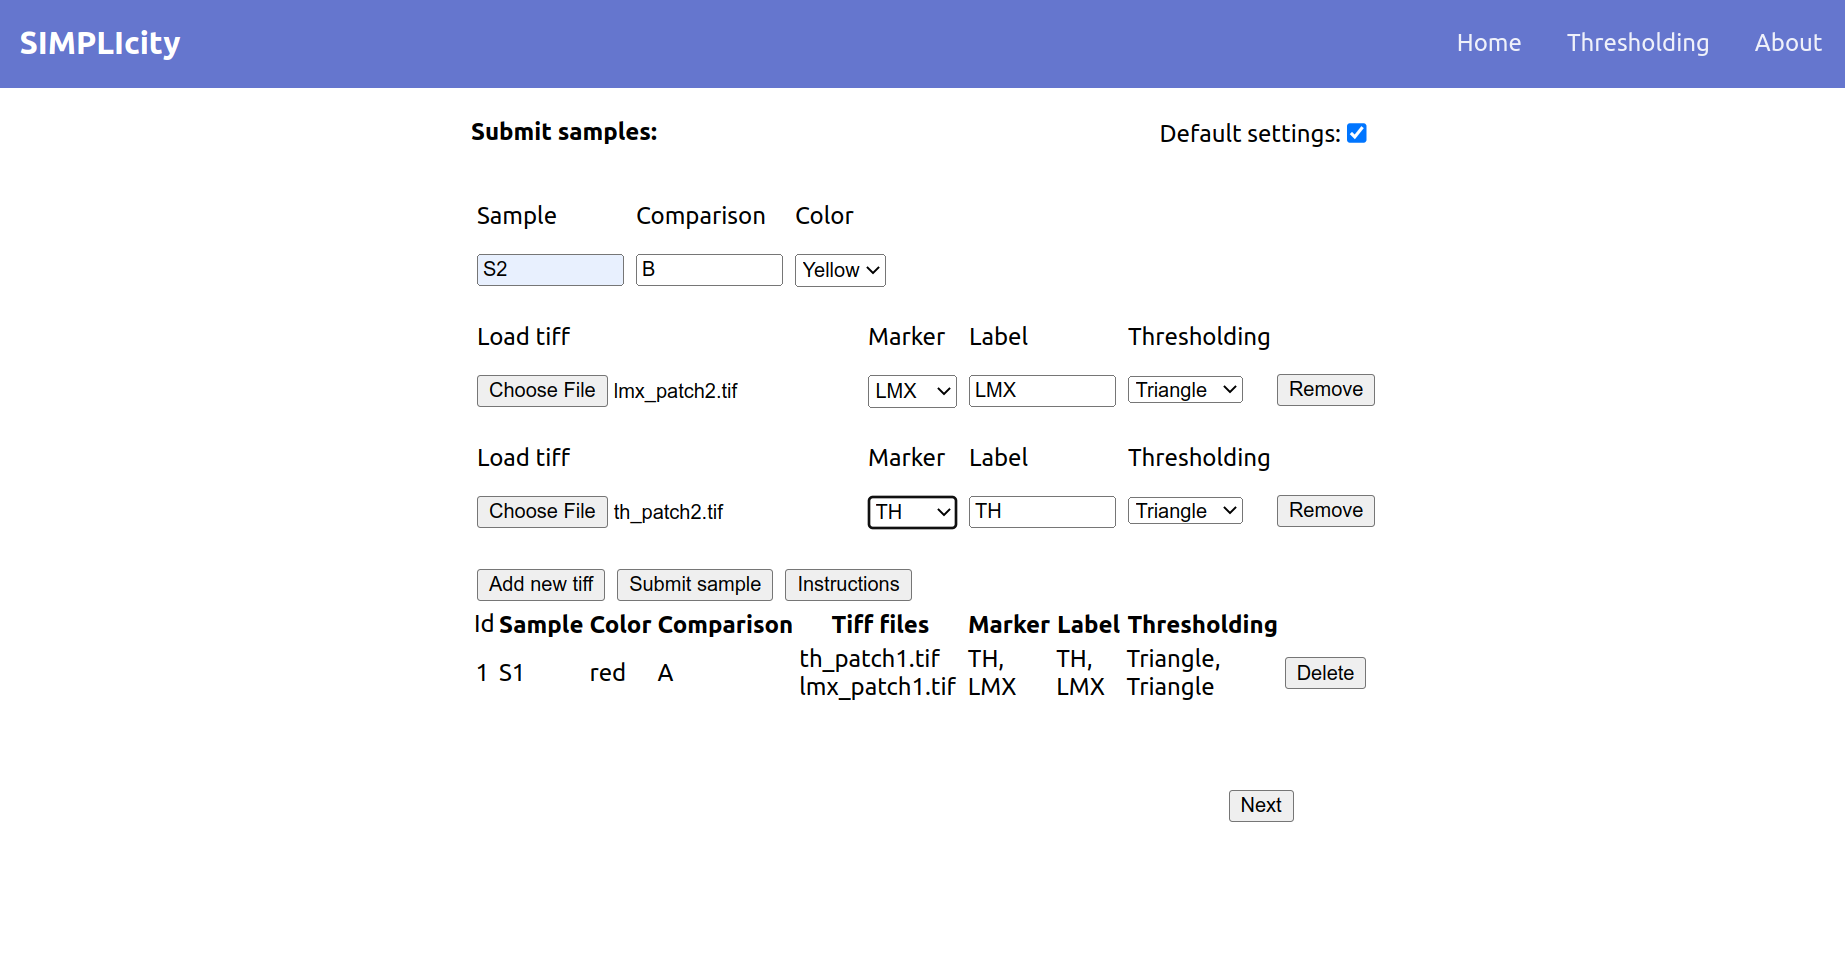 SIMPLIcity Home Thresholding About
Submit samples: Default settings:
Sample Comparison Color
S2 B Yellow
Load tiff Marker Label Thresholding
Choose File lmx_patch2.tif LMX LMX Triangle Remove
Load tiff Marker Label Thresholding
Choose File th_patch2.tif TH TH Triangle Remove
Add new tiff Submit sample Instructions
Id Sample Color Comparison Tiff files Marker Label Thresholding
th_patch1.tif TH, TH, Triangle,
1 S1 red A Delete
lmx_patch1.tif LMX LMX Triangle
Next